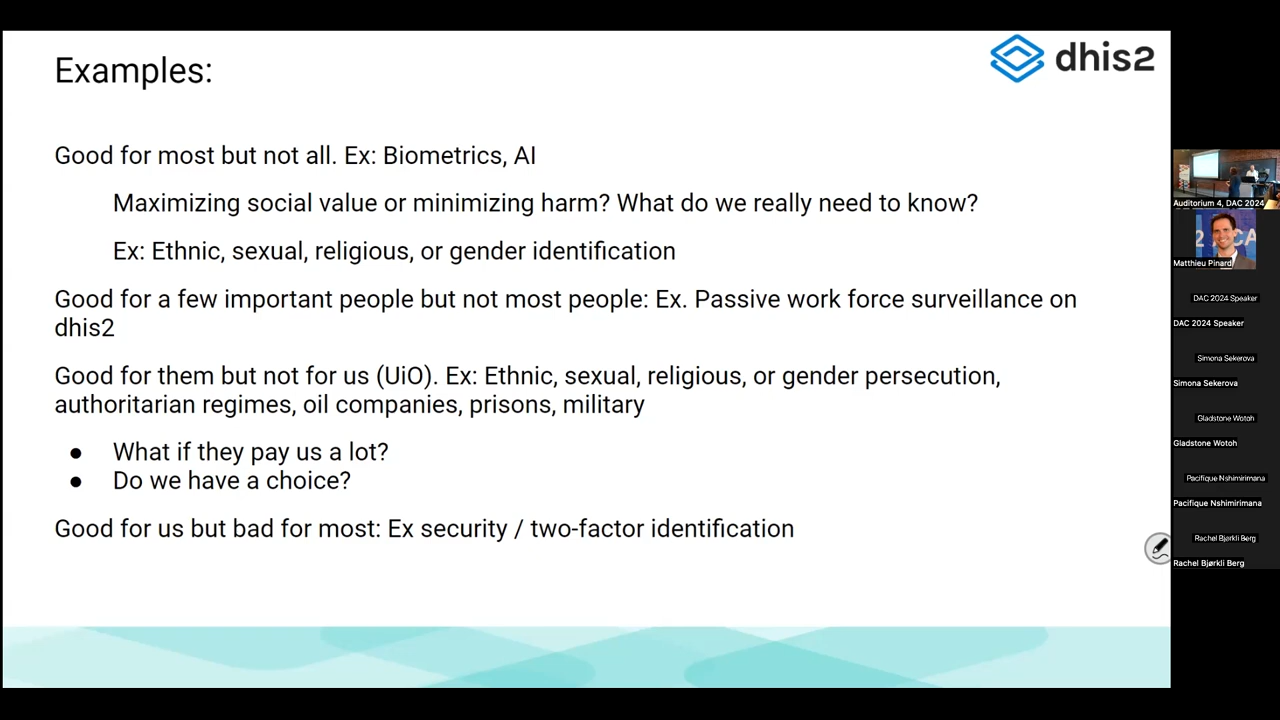 Examples:
dhis2
Good for most but not all. Ex: Biometrics, AI
Maximizing social value or minimizing harm? What do we really need to know?
Ex: Ethnic, sexual, religious, or gender identification
Good for a few important people but not most people: Ex. Passive work force surveillance on
dhis2
Good for them but not for us (UiO). Ex: Ethnic, sexual, religious, or gender persecution,
authoritarian regimes, oil companies, prisons, military
● What if they pay us a lot?
● Do we have a choice?
Good for us but bad for most: Ex security / two-factor identification
Auditorium 4, DAC 2024
Matthieu Pinard
DAC 2024 Speaker
DAC 2024 Speaker
Simona Sekerova
Simona Sekerova
Gladstone Wotoh
Gladstone Wotoh
Pacifique Nshimirimana
Pacifique Nshimirimana
Rachel Bjørkli Berg
Rachel Bjørkli Berg